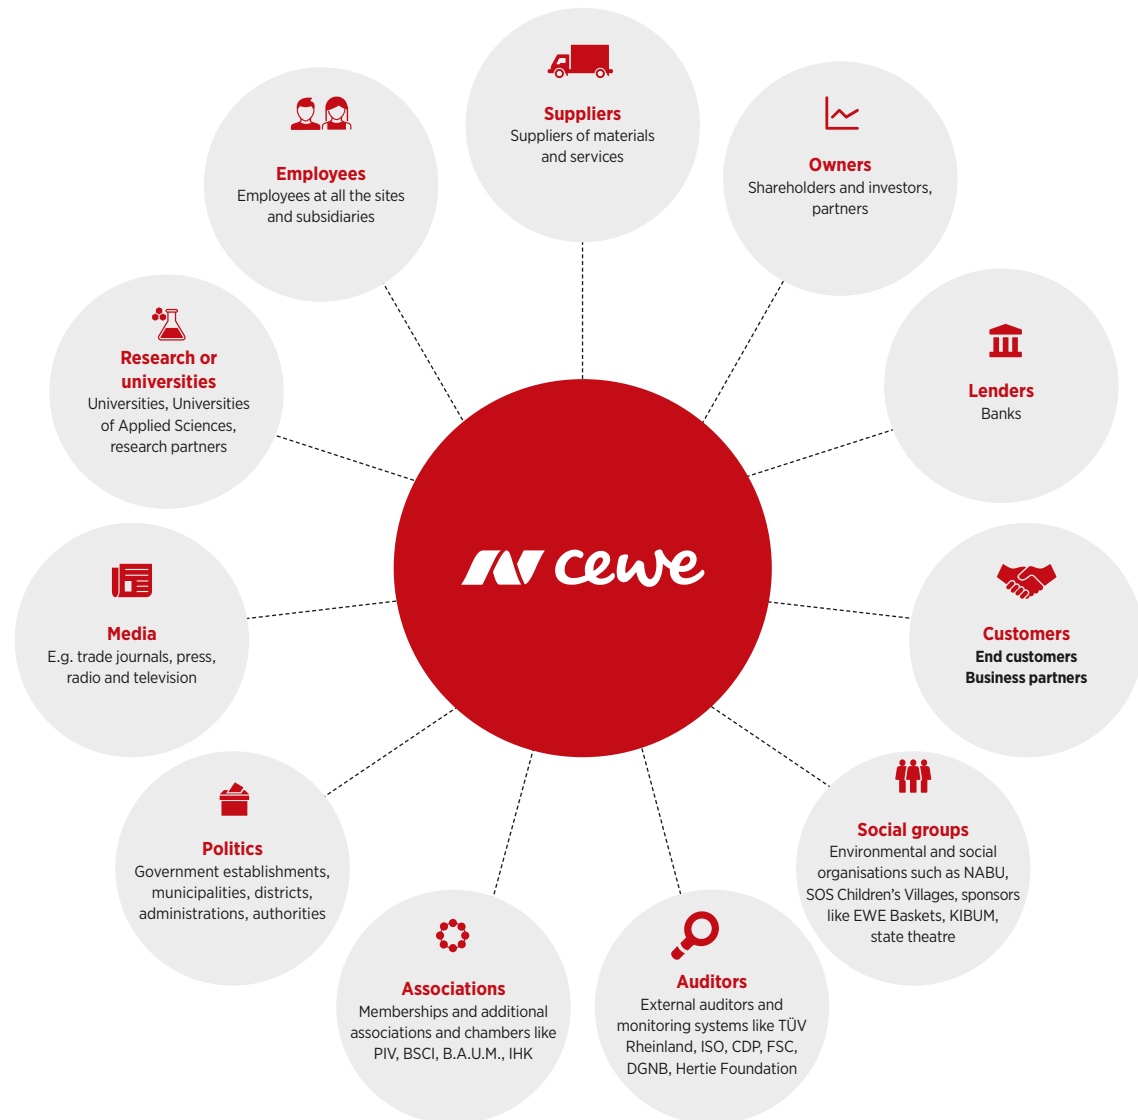 Suppliers
Suppliers of materials
and services
Owners
Shareholders and investors,
partners
Employees
Employees at all the sites
and subsidiaries
Research or
universities
Universities, Universities
of Applied Sciences,
research partners
Lenders
Banks
cewe
Media
E.g. trade journals, press,
radio and television
Customers
End customers
Business partners
Politics
Government establishments,
municipalities, districts,
administrations, authorities
Social groups
Environmental and social
organisations such as NABU,
SOS Children’s Villages, sponsors
like EWE Baskets, KIBUM,
state theatre
Associations
Memberships and additional
associations and chambers like
PIV, BSCI, B.A.U.M., IHK
Auditors
External auditors and
monitoring systems like TÜV
Rheinland, ISO, CDP, FSC,
DGNB, Hertie Foundation